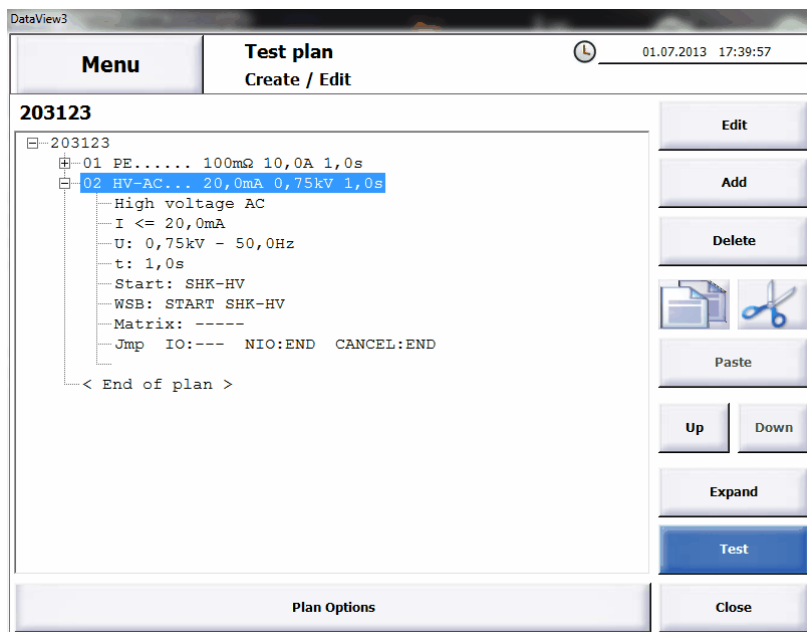 DataView3
Menu
Test plan
Create / Edit
01.07.2013 17:39:57
203123
203123
01 PE...... 100mΩ 10,0A 1,0s
02 HV-AC... 20,0mA 0,75kV 1,0s
High voltage AC
I <= 20,0mA
U: 0,75kV - 50,0Hz
t: 1,0s
Start: SHK-HV
WSB: START SHK-HV
Matrix: -----
Jmp IO:--- NIO:END CANCEL:END
< End of plan >
Edit
Add
Delete
Paste
Up
Down
Expand
Test
Plan Options
Close